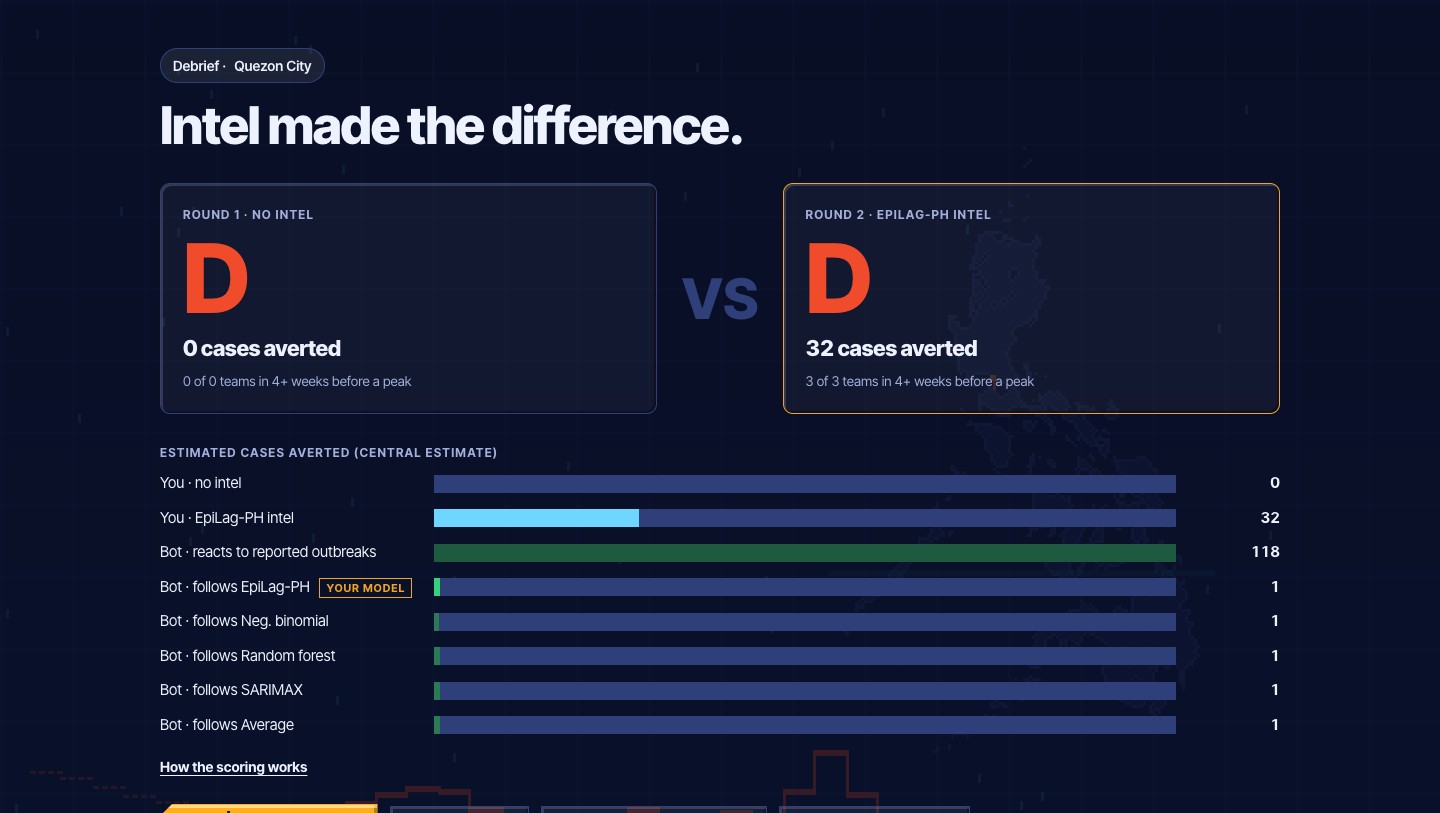 Debrief · Quezon City
Intel made the difference.
ROUND 1 · NO INTEL
D
0 cases averted
0 of 0 teams in 4+ weeks before a peak
VS
ROUND 2 · EPILAG-PH INTEL
D
32 cases averted
3 of 3 teams in 4+ weeks before a peak
ESTIMATED CASES AVERTED (CENTRAL ESTIMATE)
You · no intel 0
You · EpiLag-PH intel 32
Bot · reacts to reported outbreaks 118
Bot · follows EpiLag-PH YOUR MODEL 1
Bot · follows Neg. binomial 1
Bot · follows Random forest 1
Bot · follows SARIMAX 1
Bot · follows Average 1
How the scoring works